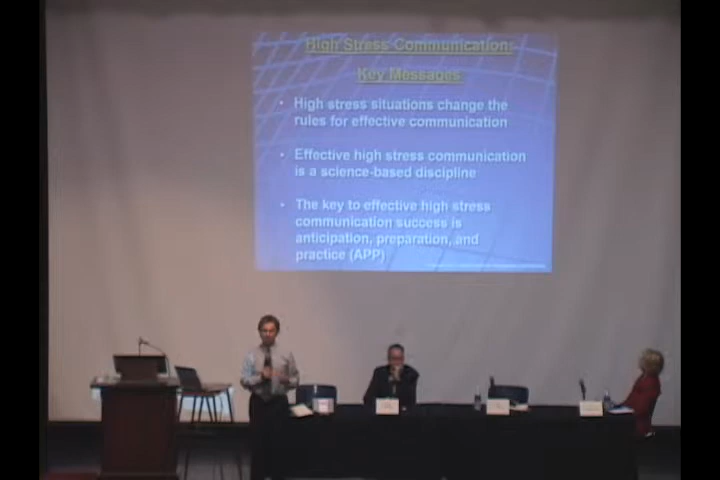 High Stress Communications
Key Messages
• High stress situations change the
rules for effective communication
• Effective high stress communication
is a science-based discipline
• The key to effective high stress
communication success is
anticipation, preparation, and
practice (APP)